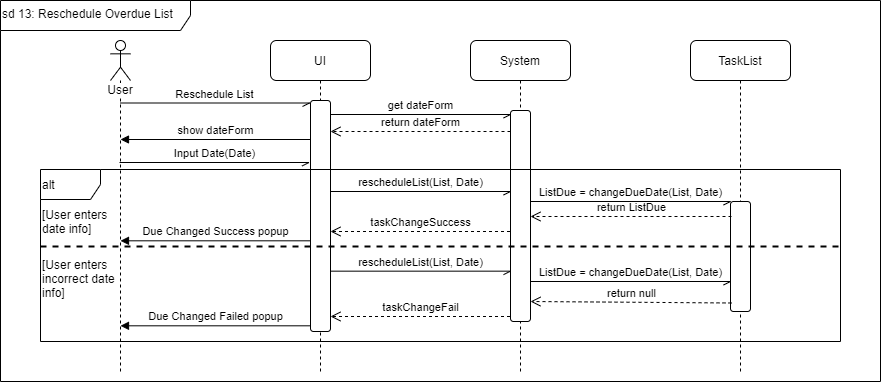 sd 13: Reschedule Overdue List
UI
System
TaskList
User
Reschedule List
get dateForm
return dateForm
show dateForm
Input Date(Date)
alt
rescheduleList(List, Date)
ListDue = changeDueDate(List, Date)
return ListDue
[User enters
date info]
taskChangeSuccess
Due Changed Success popup
[User enters
incorrect date
info]
rescheduleList(List, Date)
ListDue = changeDueDate(List, Date)
return null
taskChangeFail
Due Changed Failed popup